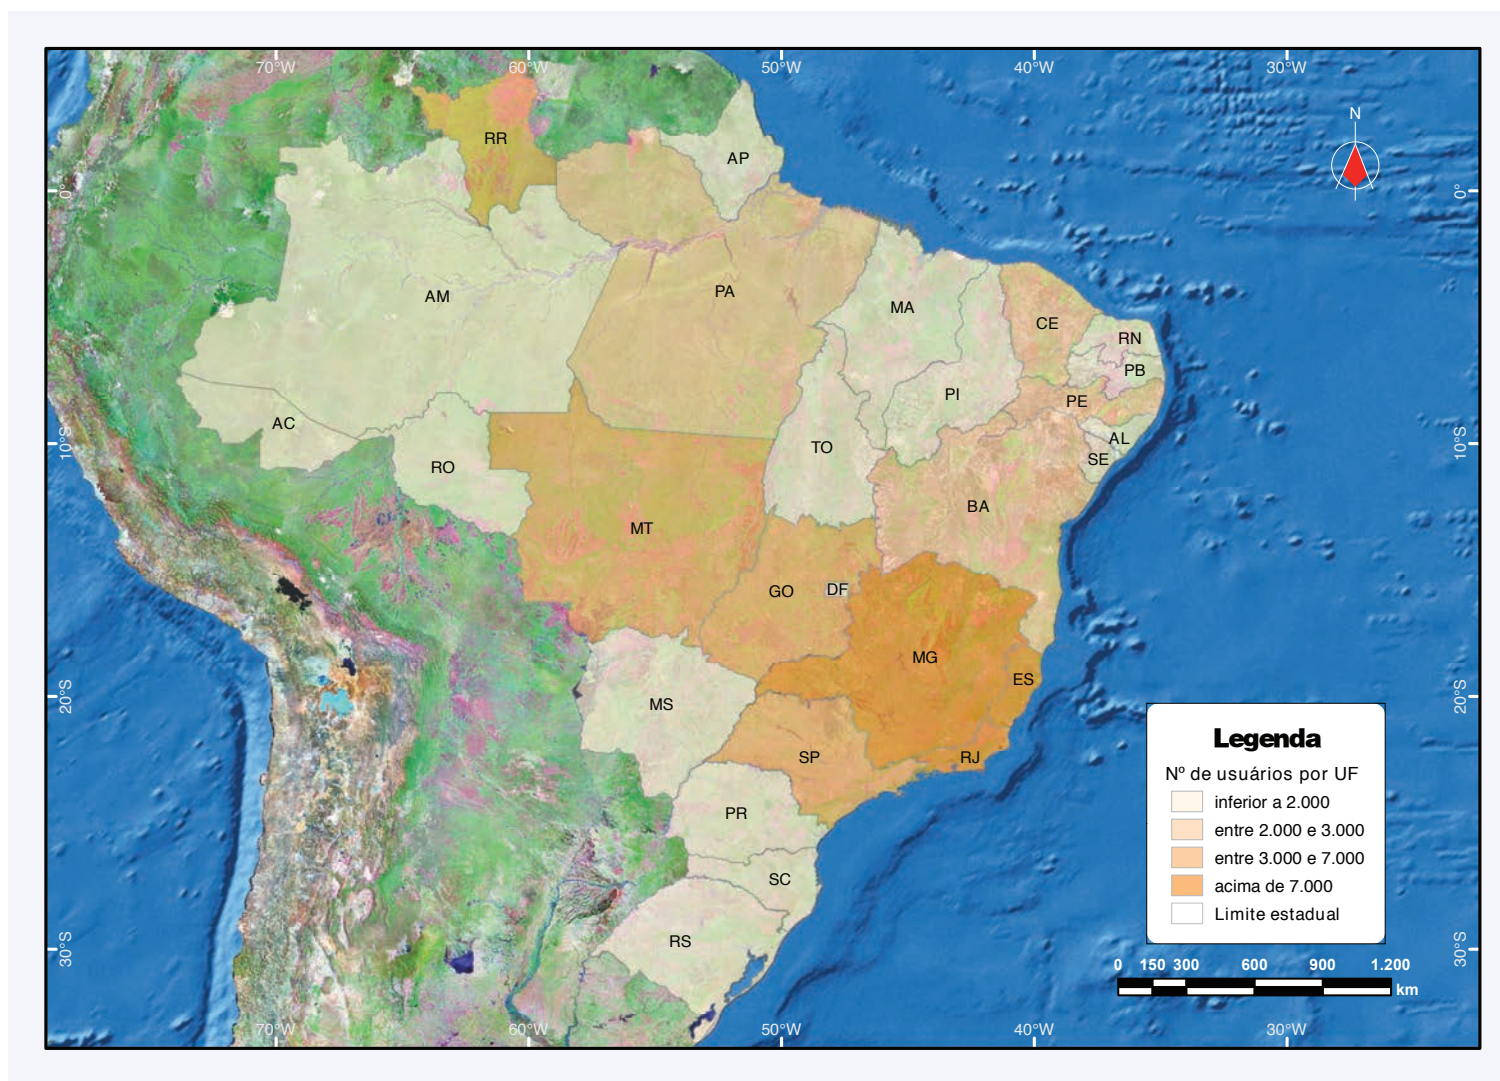 70°W 60°W 50°W 40°W 30°W
N
RR
AP
0° 0°
AM
PA
MA
CE
RN
PB
PI
PE
AC
TO
AL
10°S 10°S
RO
SE
BA
MT
GO
DF
MG
ES
20°S 20°S
MS
SP
RJ
PR
SC
RS
30°S 30°S
Legenda
Nº de usuários por UF
inferior a 2.000
entre 2.000 e 3.000
entre 3.000 e 7.000
acima de 7.000
Limite estadual
0 150 300 600 900 1.200
km
70°W 60°W 50°W 40°W 30°W